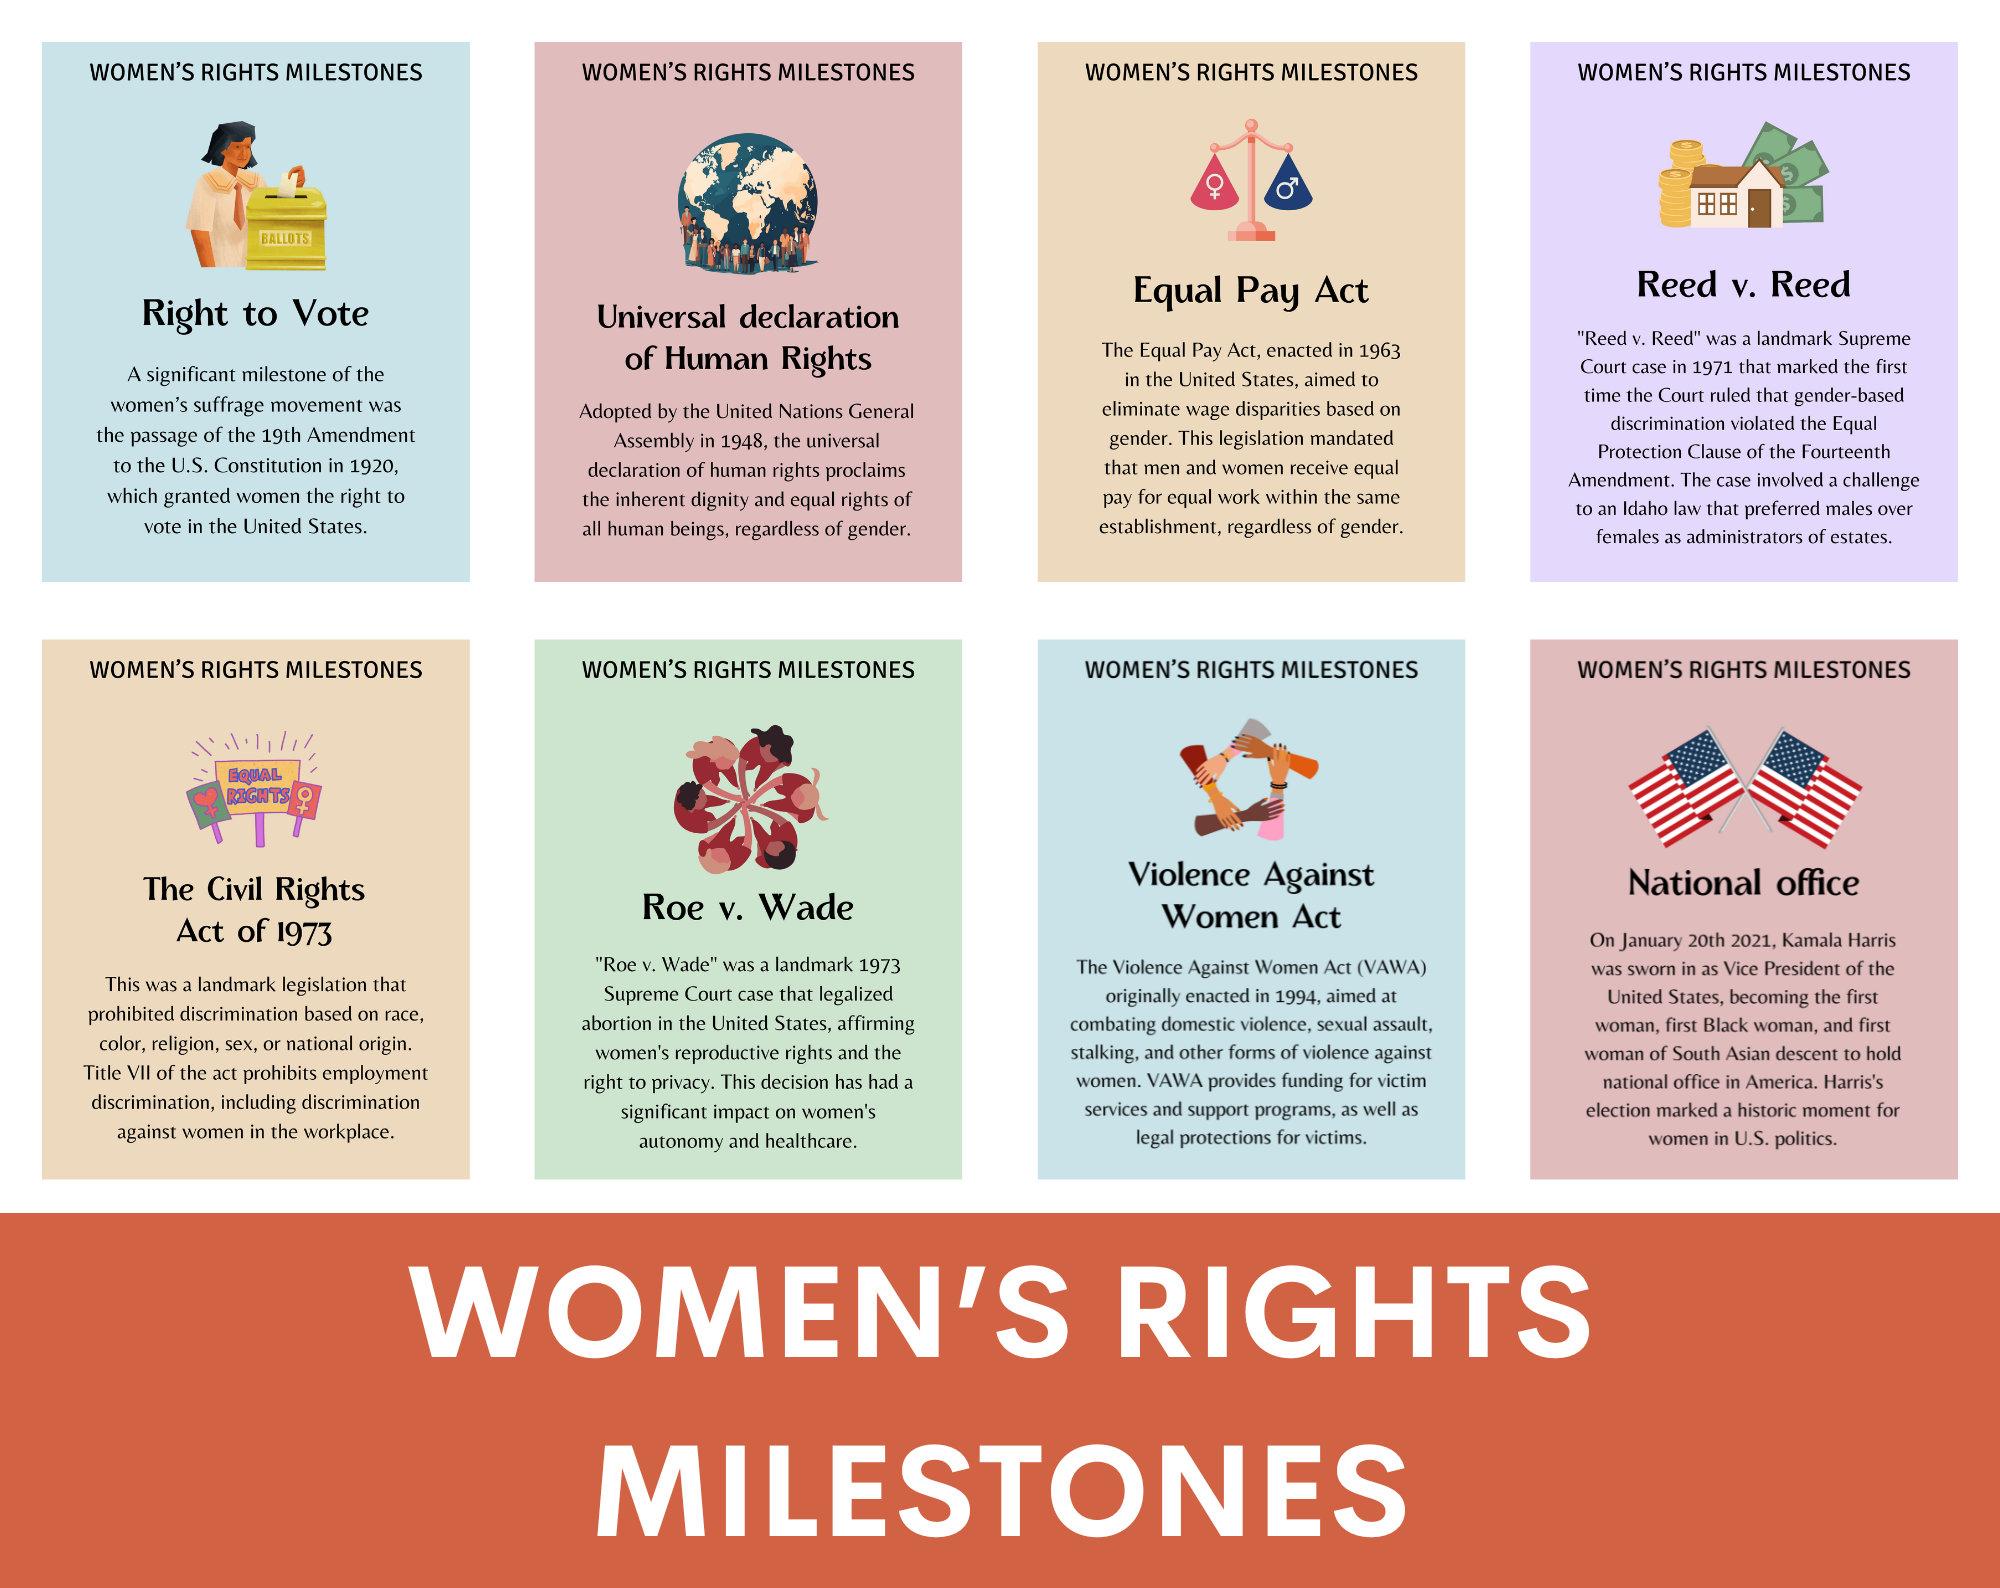 WOMEN'S RIGHTS MILESTONES
BALLOTS
Right to Vote
A significant milestone of the
women's suffrage movement was
the passage of the 19th Amendment
to the U.S. Constitution in 1920,
which granted women the right to
vote in the United States.
WOMEN'S RIGHTS MILESTONES
Universal declaration
of Human Rights
Adopted by the United Nations General
Assembly in 1948, the universal
declaration of human rights proclaims
the inherent dignity and equal rights of
all human beings, regardless of gender.
WOMEN'S RIGHTS MILESTONES
Equal Pay Act
The Equal Pay Act, enacted in 1963
in the United States, aimed to
eliminate wage disparities based on
gender. This legislation mandated
that men and women receive equal
pay for equal work within the same
establishment, regardless of gender.
WOMEN'S RIGHTS MILESTONES
Reed v. Reed
"Reed v. Reed" was a landmark Supreme
Court case in 1971 that marked the first
time the Court ruled that gender-based
discrimination violated the Equal
Protection Clause of the Fourteenth
Amendment. The case involved a challenge
to an Idaho law that preferred males over
females as administrators of estates.
WOMEN'S RIGHTS MILESTONES
EQUAL
RIGHTS
The Civil Rights
Act of 1973
This was a landmark legislation that
prohibited discrimination based on race,
color, religion, sex, or national origin.
Title VII of the act prohibits employment
discrimination, including discrimination
against women in the workplace.
WOMEN'S RIGHTS MILESTONES
Roe v. Wade
"Roe v. Wade" was a landmark 1973
Supreme Court case that legalized
abortion in the United States, affirming
women's reproductive rights and the
right to privacy. This decision has had a
significant impact on women's
autonomy and healthcare.
WOMEN'S RIGHTS MILESTONES
Violence Against
Women Act
The Violence Against Women Act (VAWA)
originally enacted in 1994, aimed at
combating domestic violence, sexual assault,
stalking, and other forms of violence against
women. VAWA provides funding for victim
services and support programs, as well as
legal protections for victims.
WOMEN'S RIGHTS MILESTONES
National office
On January 20th 2021, Kamala Harris
was sworn in as Vice President of the
United States, becoming the first
woman, first Black woman, and first
woman of South Asian descent to hold
national office in America. Harris's
election marked a historic moment for
women in U.S. politics.
WOMEN'S RIGHTS
MILESTONES